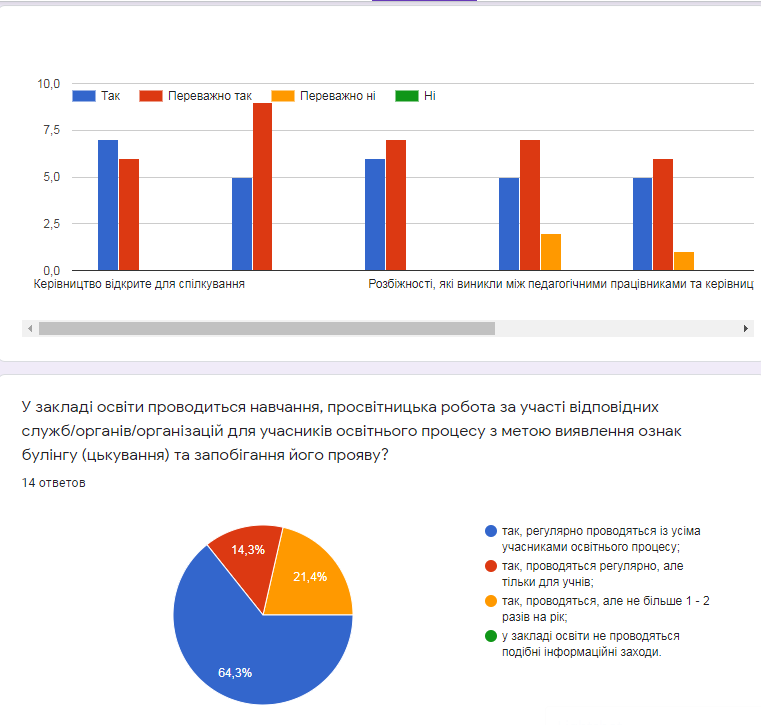 10,0
Так Переважно так Переважно ні Ні
7,5
5,0
2,5
0,0
Керівництво відкрите для спілкування
Розбіжності, які виникли між педагогічними працівниками та керівниц
У закладі освіти проводиться навчання, просвітницька робота за участі відповідних
служб/органів/організацій для учасників освітнього процесу з метою виявлення ознак
булінгу (цькування) та запобігання його прояву?
14 ответов
14,3%
21,4%
64,3%
так, регулярно проводяться із усіма
учасниками освітнього процесу;
так, проводяться регулярно, але
тільки для учнів;
так, проводяться, але не більше 1 - 2
разів на рік;
у закладі освіти не проводяться
подібні інформаційні заходи.